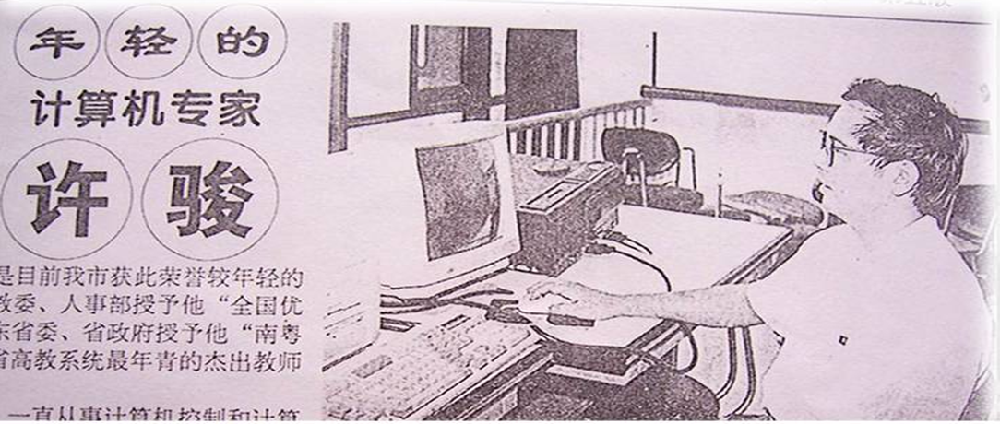 年轻的
计算机专家
许骏
是目前我市获此荣誉较年轻的
教委、人事部授予他“全国优
东省委、省政府授予他“南粤
省高教系统最年青的杰出教师
一直从事计算机控制和计算